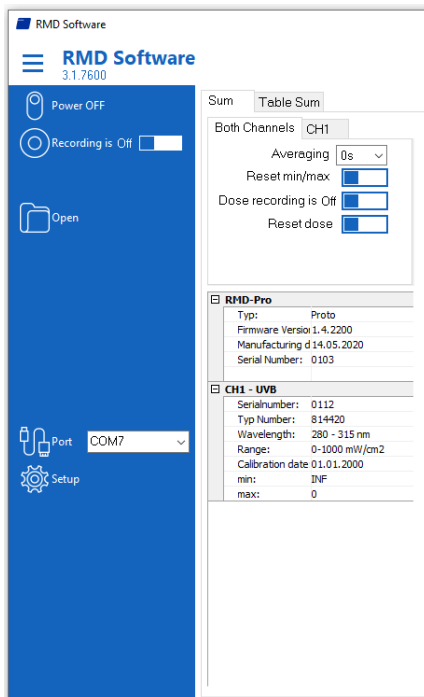 RMD Software
RMD Software
3.1.7600
Power OFF
Recording is Off
Open
Port COM7
Setup
Sum Table Sum
Both Channels CH1
Averaging 0s
Reset min/max
Dose recording is Off
Reset dose
RMD-Pro
Typ: Proto
Firmware Version 1.4.2200
Manufacturing d 14.05.2020
Serial Number: 0103
CH1 - UVB
Serialnumber: 0112
Typ Number: 814420
Wavelength: 280 - 315 nm
Range: 0-1000 mW/cm2
Calibration date 01.01.2000
min: INF
max: 0